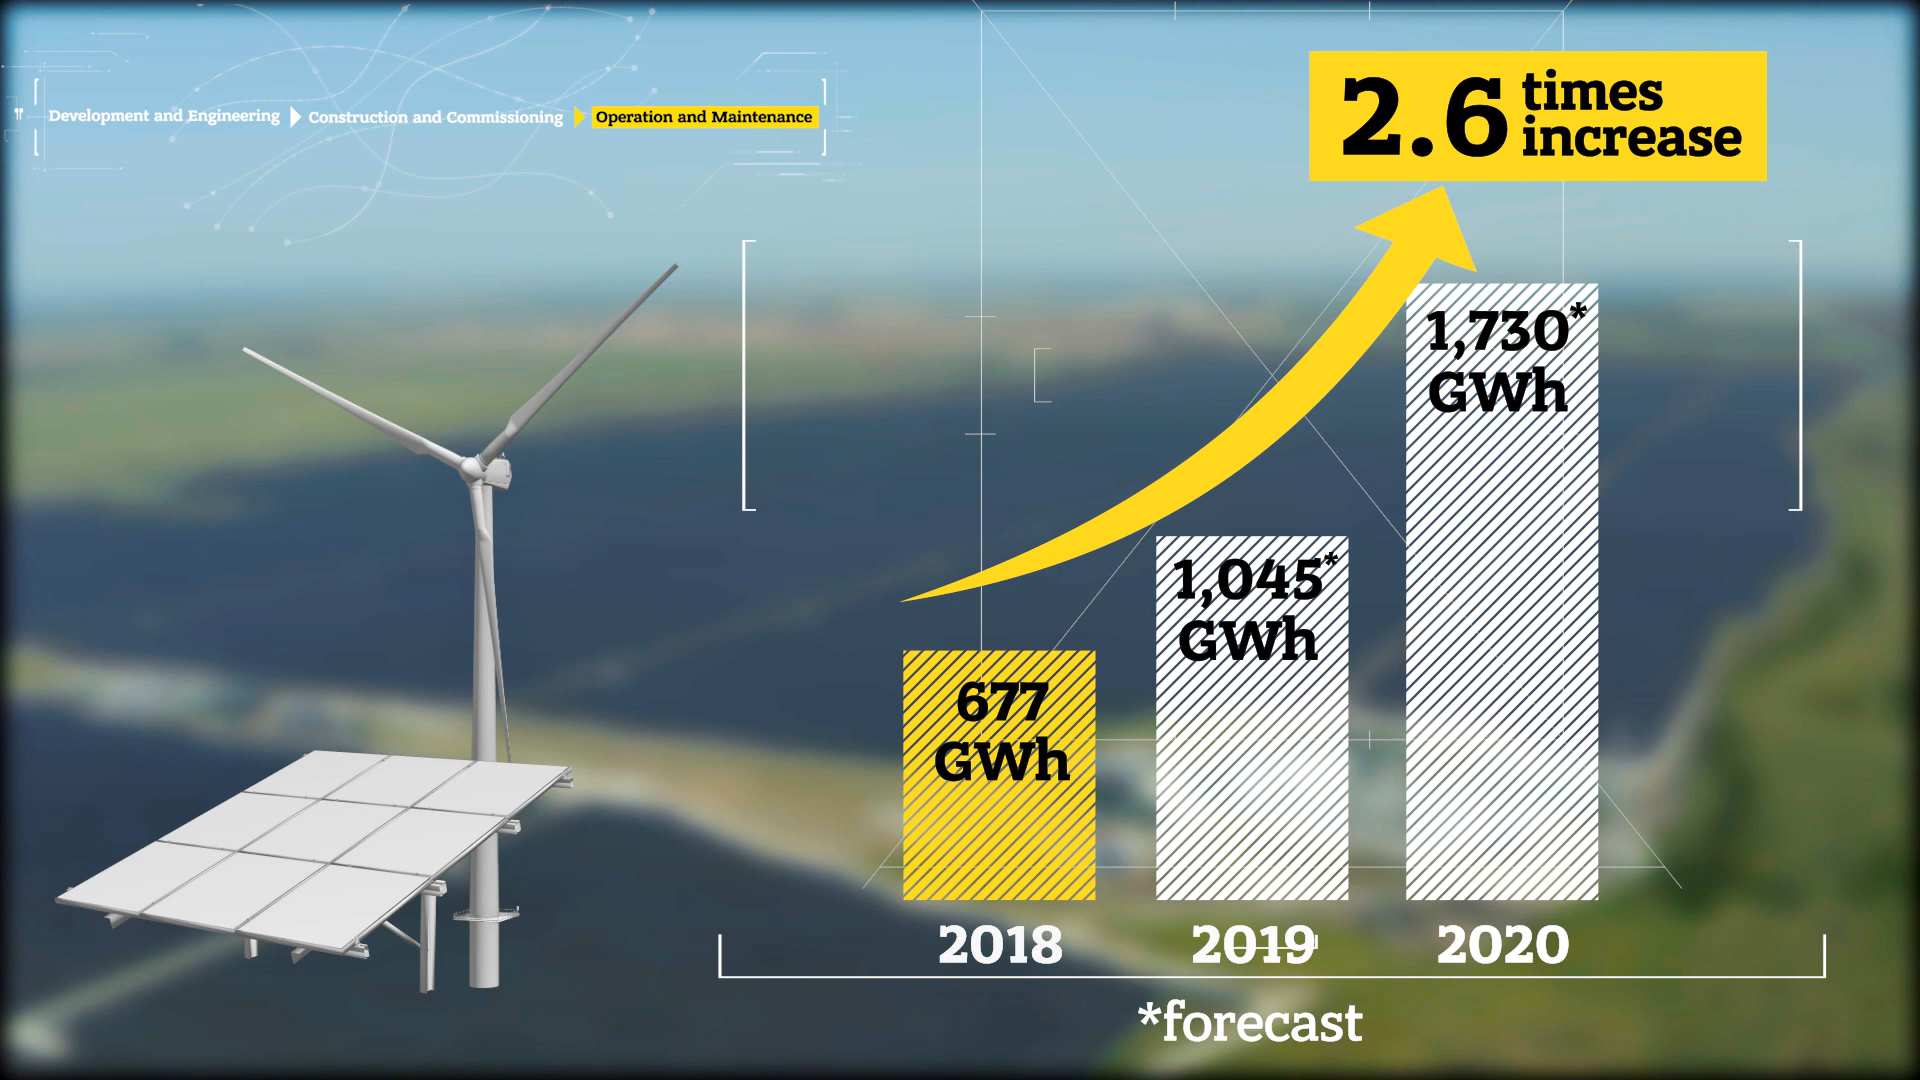 Development and Engineering Construction and Commissioning Operation and Maintenance
2.6 times
increase
1,730*
GWh
1,045*
GWh
677
GWh
2018 2019 2020
*forecast